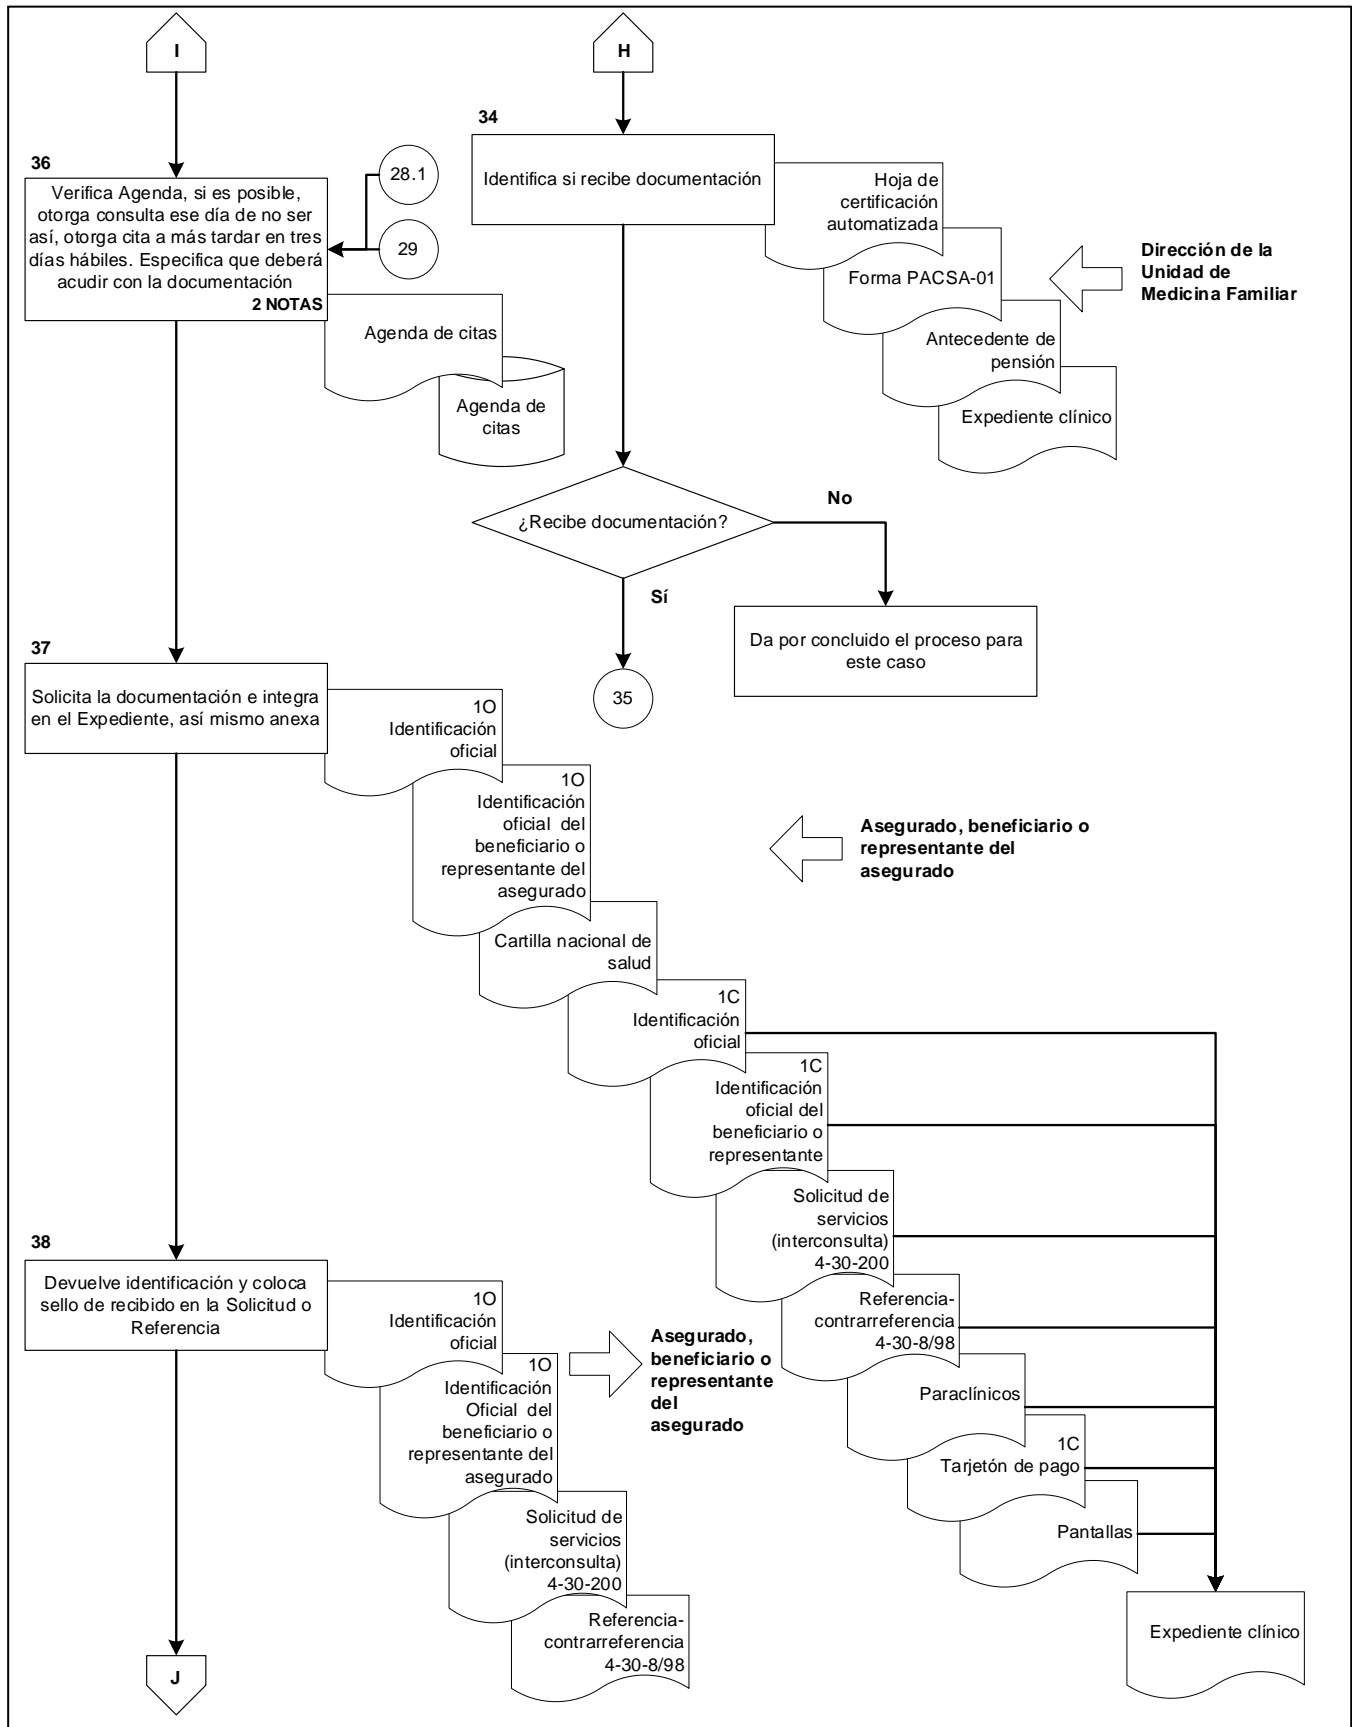 I
H
34
Identifica si recibe documentación
Hoja de
certificación
automatizada
Forma PACSA-01
Antecedente de
pensión
Expediente clínico
Dirección de la
Unidad de
Medicina Familiar
36
28.1
29
Verifica Agenda, si es posible,
otorga consulta ese día de no ser
así, otorga cita a más tardar en tres
días hábiles. Especifica que deberá
acudir con la documentación
2 NOTAS
Agenda de citas
Agenda de
citas
¿Recibe documentación?
No
Sí
Da por concluido el proceso para
este caso
35
37
Solicita la documentación e integra
en el Expediente, así mismo anexa
1O
Identificación
oficial
1O
Identificación
oficial del
beneficiario o
representante del
asegurado
Cartilla nacional de
salud
Asegurado, beneficiario o
representante del
asegurado
1C
Identificación
oficial
1C
Identificación
oficial del
beneficiario o
representante
Solicitud de
servicios
(interconsulta)
4-30-200
Referencia-
contrarreferencia
4-30-8/98
Paraclínicos
1C
Tarjetón de pago
Pantallas
Expediente clínico
38
Devuelve identificación y coloca
sello de recibido en la Solicitud o
Referencia
1O
Identificación
oficial
1O
Identificación
Oficial del
beneficiario o
representante del
asegurado
Solicitud de
servicios
(interconsulta)
4-30-200
Referencia-
contrarreferencia
4-30-8/98
Asegurado,
beneficiario o
representante
del
asegurado
J